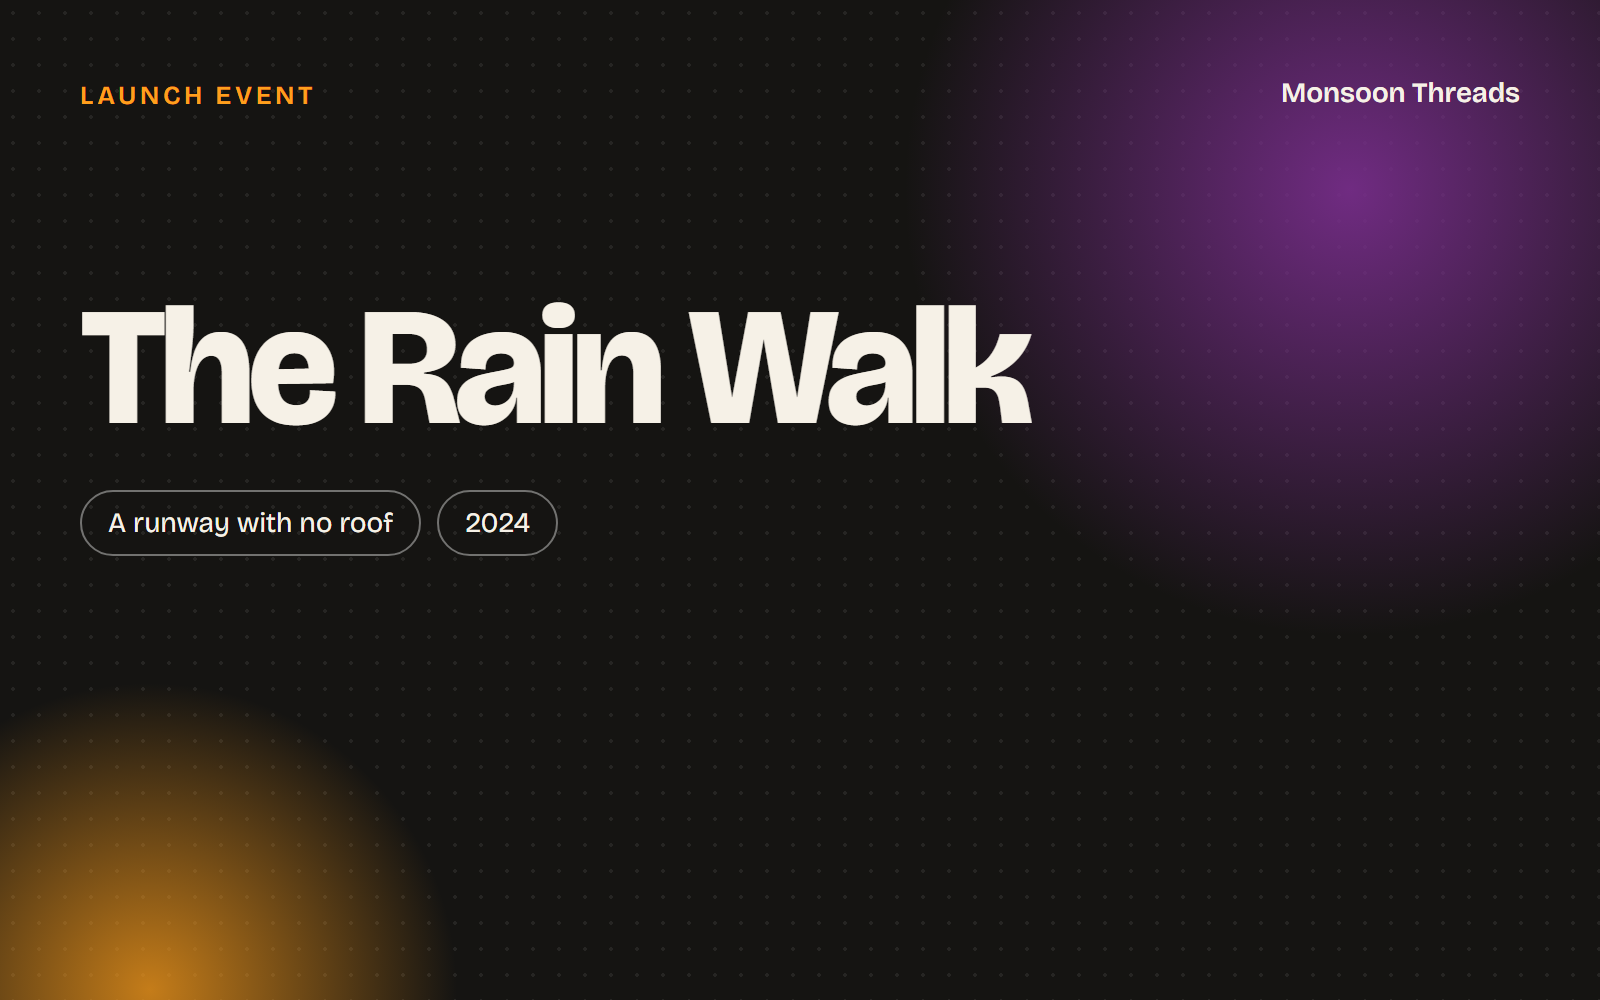 LAUNCH EVENT
Monsoon Threads
The Rain Walk
A runway with no roof
2024